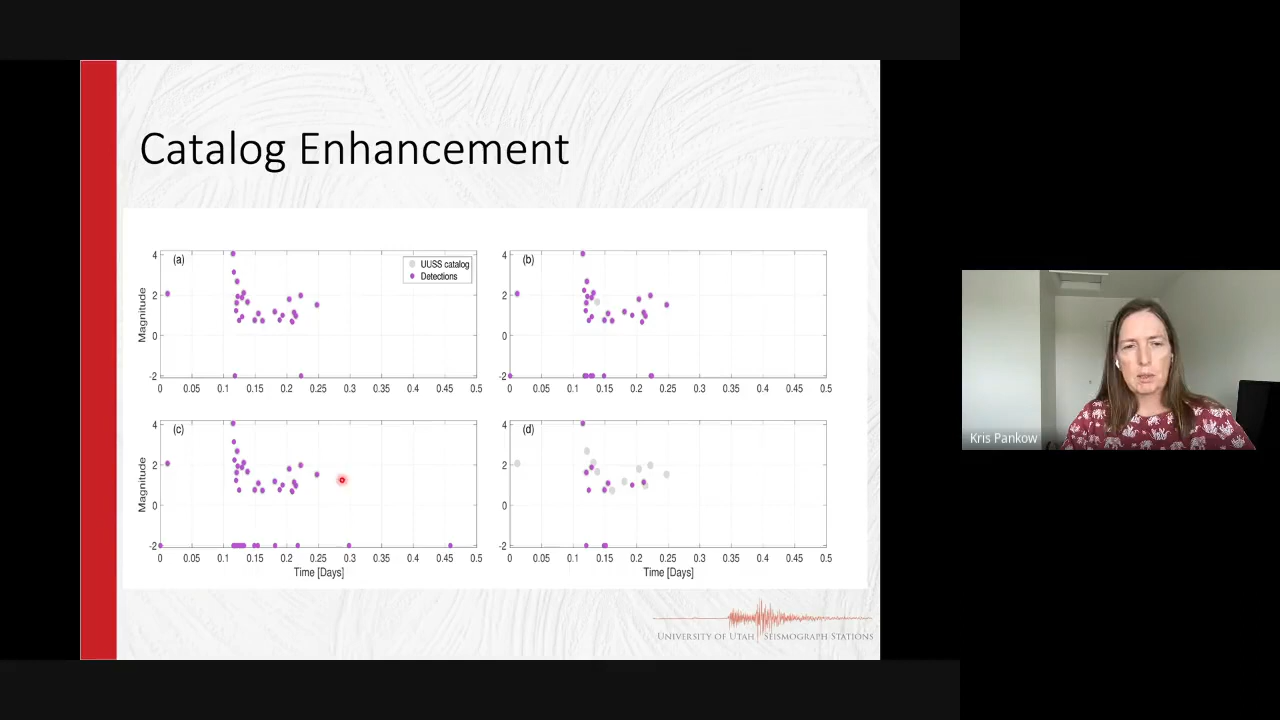 Catalog Enhancement
4
2
0
-2
Magnitude
(a)
UUSS catalog
Detections
0 0.05 0.1 0.15 0.2 0.25 0.3 0.35 0.4 0.45 0.5
4
2
0
-2
(b)
0 0.05 0.1 0.15 0.2 0.25 0.3 0.35 0.4 0.45 0.5
4
2
0
-2
Magnitude
(c)
0 0.05 0.1 0.15 0.2 0.25 0.3 0.35 0.4 0.45 0.5
Time [Days]
4
2
0
-2
(d)
0 0.05 0.1 0.15 0.2 0.25 0.3 0.35 0.4 0.45 0.5
Time [Days]
UNIVERSITY OF UTAH SEISMOGRAPH STATIONS
Kris Pankow